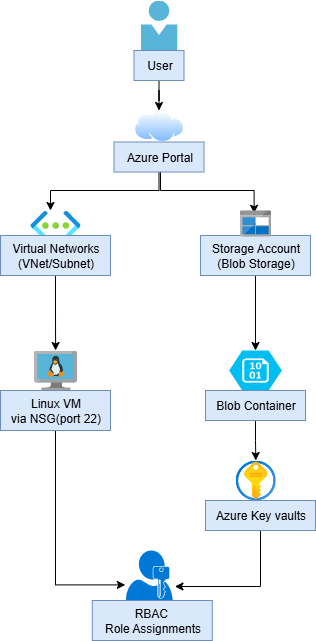 User
Azure Portal
Virtual Networks
(VNet/Subnet)
Storage Account
(Blob Storage)
10
01
Linux VM
via NSG(port 22)
Blob Container
Azure Key vaults
RBAC
Role Assignments